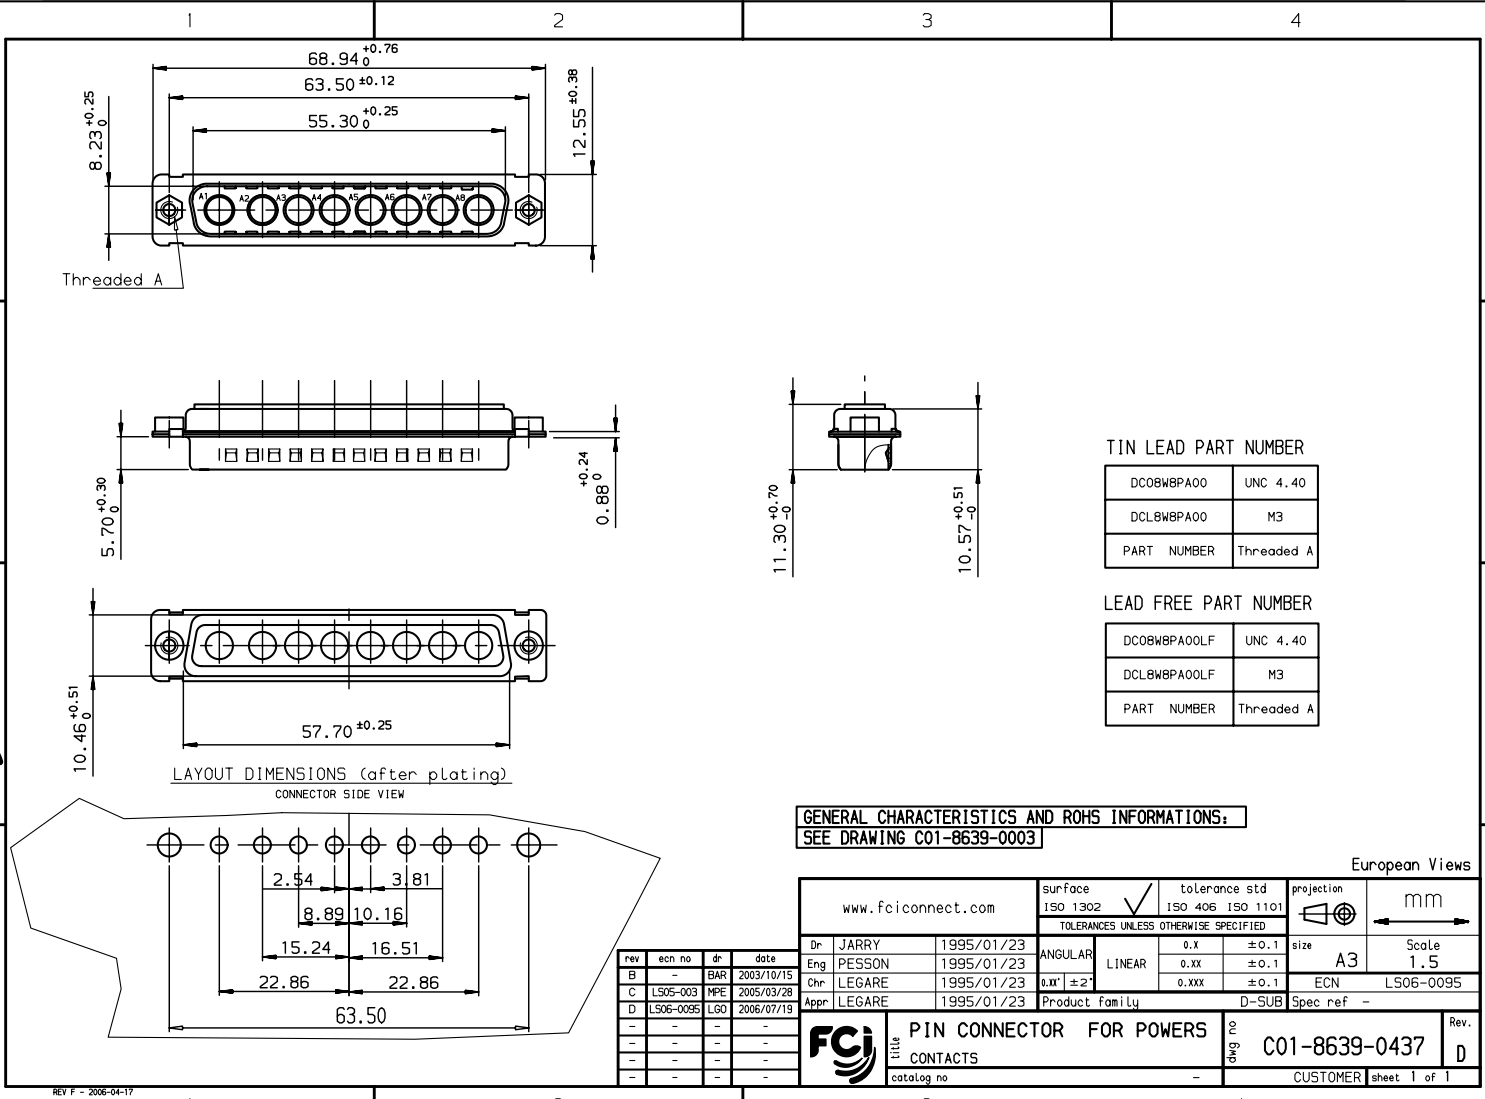 1 2 3 4
68.94 +0.76 0
63.50 ±0.12
55.30 +0.25 0
8.23 +0.25 0
12.55 ±0.38
A1 A2 A3 A4 A5 A6 A7 A8
Threaded A
5.70 +0.30 0
0.88 +0.24 0
11.30 +0.70 -0
10.57 +0.51 -0
TIN LEAD PART NUMBER
DC08W8PA00 UNC 4.40
DCL8W8PA00 M3
PART NUMBER Threaded A
LEAD FREE PART NUMBER
DC08W8PA00LF UNC 4.40
DCL8W8PA00LF M3
PART NUMBER Threaded A
10.46 +0.51 0
57.70 ±0.25
LAYOUT DIMENSIONS (after plating)
CONNECTOR SIDE VIEW
2.54 3.81
8.89 10.16
15.24 16.51
22.86 22.86
63.50
GENERAL CHARACTERISTICS AND ROHS INFORMATIONS:
SEE DRAWING C01-8639-0003
European Views
www.fciconnect.com
surface
ISO 1302
tolerance std
ISO 406 ISO 1101
projection
mm
TOLERANCES UNLESS OTHERWISE SPECIFIED
Dr JARRY 1995/01/23
Eng PESSON 1995/01/23
Chr LEGARE 1995/01/23
Appr LEGARE 1995/01/23
ANGULAR
0.XX° ±2°
LINEAR
0.X ±0.1
0.XX ±0.1
0.XXX ±0.1
size A3
Scale
1.5
ECN LS06-0095
Product family D-SUB
Spec ref -
rev ecn no dr date
B - BAR 2003/10/15
C LS05-003 MPE 2005/03/28
D LS06-0095 LGO 2006/07/19
- - - -
- - - -
- - - -
- - - -
FCi
title
PIN CONNECTOR FOR POWERS
CONTACTS
dwg no
C01-8639-0437
Rev.
D
catalog no -
CUSTOMER sheet 1 of 1
REV F - 2006-04-17